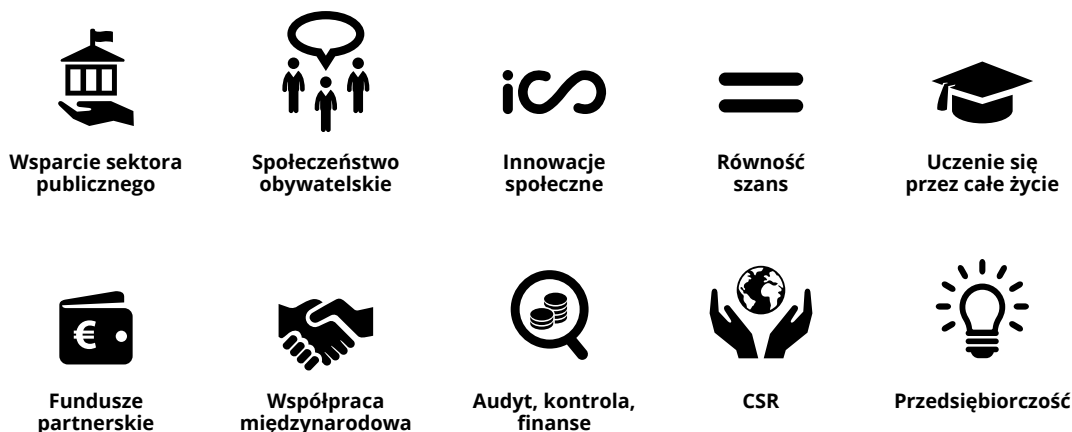 Wsparcie sektora
publicznego
Społeczeństwo
obywatelskie
ics
Innowacje
społeczne
Równość
szans
Uczenie się
przez całe życie
€
Fundusze
partnerskie
Współpraca
międzynarodowa
Audyt, kontrola,
finanse
CSR
Przedsiębiorczość